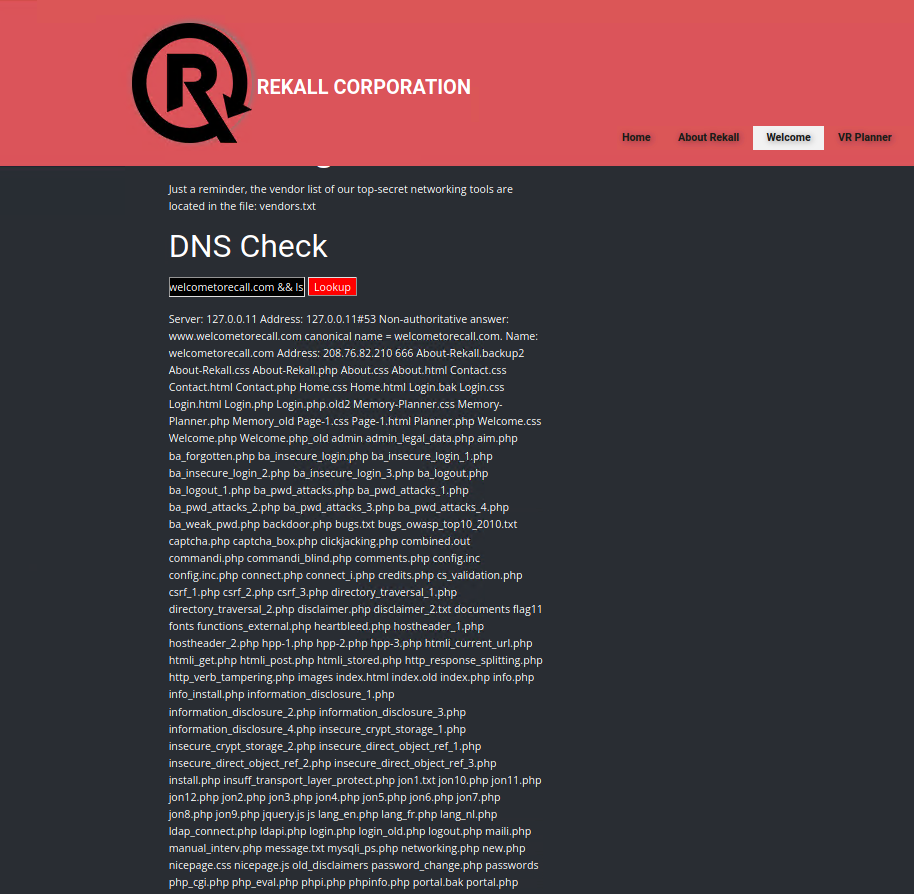 R
REKALL CORPORATION
Home About Rekall Welcome VR Planner
Just a reminder, the vendor list of our top-secret networking tools are
located in the file: vendors.txt
DNS Check
welcometorecall.com && ls Lookup
Server: 127.0.0.11 Address: 127.0.0.11#53 Non-authoritative answer:
www.welcometorecall.com canonical name = welcometorecall.com. Name:
welcometorecall.com Address: 208.76.82.210 666 About-Rekall.backup2
About-Rekall.css About-Rekall.php About.css About.html Contact.css
Contact.html Contact.php Home.css Home.html Login.bak Login.css
Login.html Login.php Login.php.old2 Memory-Planner.css Memory-
Planner.php Memory_old Page-1.css Page-1.html Planner.php Welcome.css
Welcome.php Welcome.php_old admin admin_legal_data.php aim.php
ba_forgotten.php ba_insecure_login.php ba_insecure_login_1.php
ba_insecure_login_2.php ba_insecure_login_3.php ba_logout.php
ba_logout_1.php ba_pwd_attacks.php ba_pwd_attacks_1.php
ba_pwd_attacks_2.php ba_pwd_attacks_3.php ba_pwd_attacks_4.php
ba_weak_pwd.php backdoor.php bugs.txt bugs_owasp_top10_2010.txt
captcha.php captcha_box.php clickjacking.php combined.out
commandi.php commandi_blind.php comments.php config.inc
config.inc.php connect.php connect_i.php credits.php cs_validation.php
csrf_1.php csrf_2.php csrf_3.php directory_traversal_1.php
directory_traversal_2.php disclaimer.php disclaimer_2.txt documents flag11
fonts functions_external.php heartbleed.php hostheader_1.php
hostheader_2.php hpp-1.php hpp-2.php hpp-3.php htmli_current_url.php
htmli_get.php htmli_post.php htmli_stored.php http_response_splitting.php
http_verb_tampering.php images index.html index.old index.php info.php
info_install.php information_disclosure_1.php
information_disclosure_2.php information_disclosure_3.php
information_disclosure_4.php insecure_crypt_storage_1.php
insecure_crypt_storage_2.php insecure_direct_object_ref_1.php
insecure_direct_object_ref_2.php insecure_direct_object_ref_3.php
install.php insuff_transport_layer_protect.php jon1.txt jon10.php jon11.php
jon12.php jon2.php jon3.php jon4.php jon5.php jon6.php jon7.php
jon8.php jon9.php jquery.js js lang_en.php lang_fr.php lang_nl.php
ldap_connect.php ldapi.php login.php login_old.php logout.php maili.php
manual_interv.php message.txt mysqli_ps.php networking.php new.php
nicepage.css nicepage.js old_disclaimers password_change.php passwords
php_cgi.php php_eval.php phpi.php phpinfo.php portal.bak portal.php